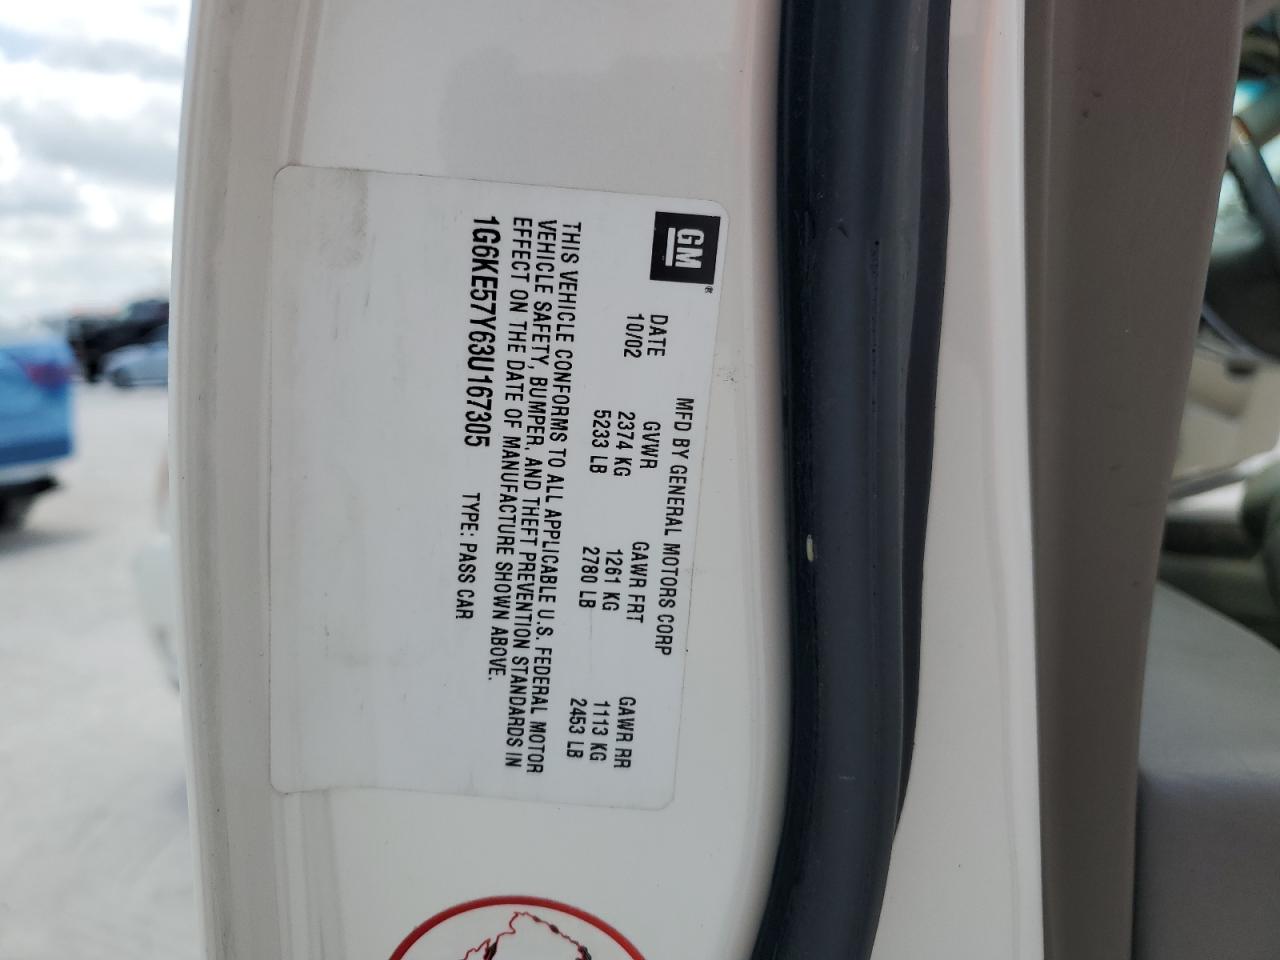 GM®
MFD BY GENERAL MOTORS CORP
DATE GVWR GAWR FRT GAWR RR
10/02 2374 KG 1261 KG 1113 KG
5233 LB 2780 LB 2453 LB
THIS VEHICLE CONFORMS TO ALL APPLICABLE U.S. FEDERAL MOTOR
VEHICLE SAFETY, BUMPER, AND THEFT PREVENTION STANDARDS IN
EFFECT ON THE DATE OF MANUFACTURE SHOWN ABOVE.
1G6KE57Y63U167305 TYPE: PASS CAR